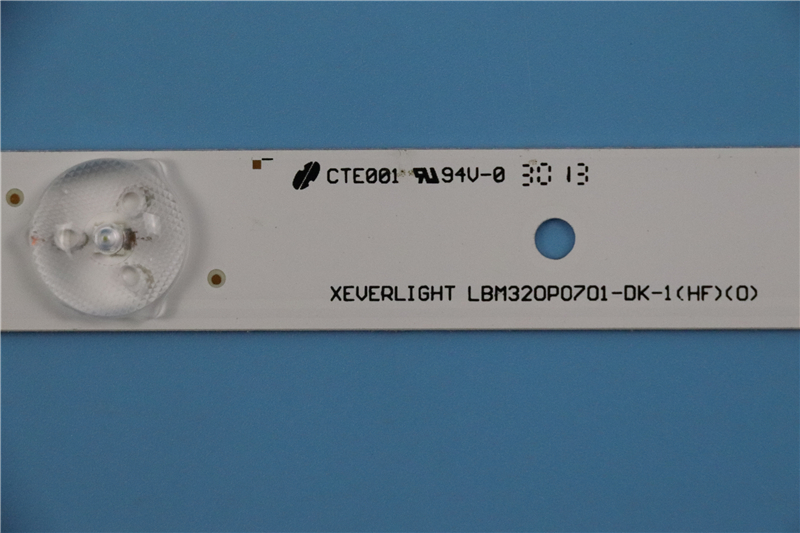 CTE001 94V-0 30 13
XEVERLIGHT LBM320P0701-DK-1(HF)(0)